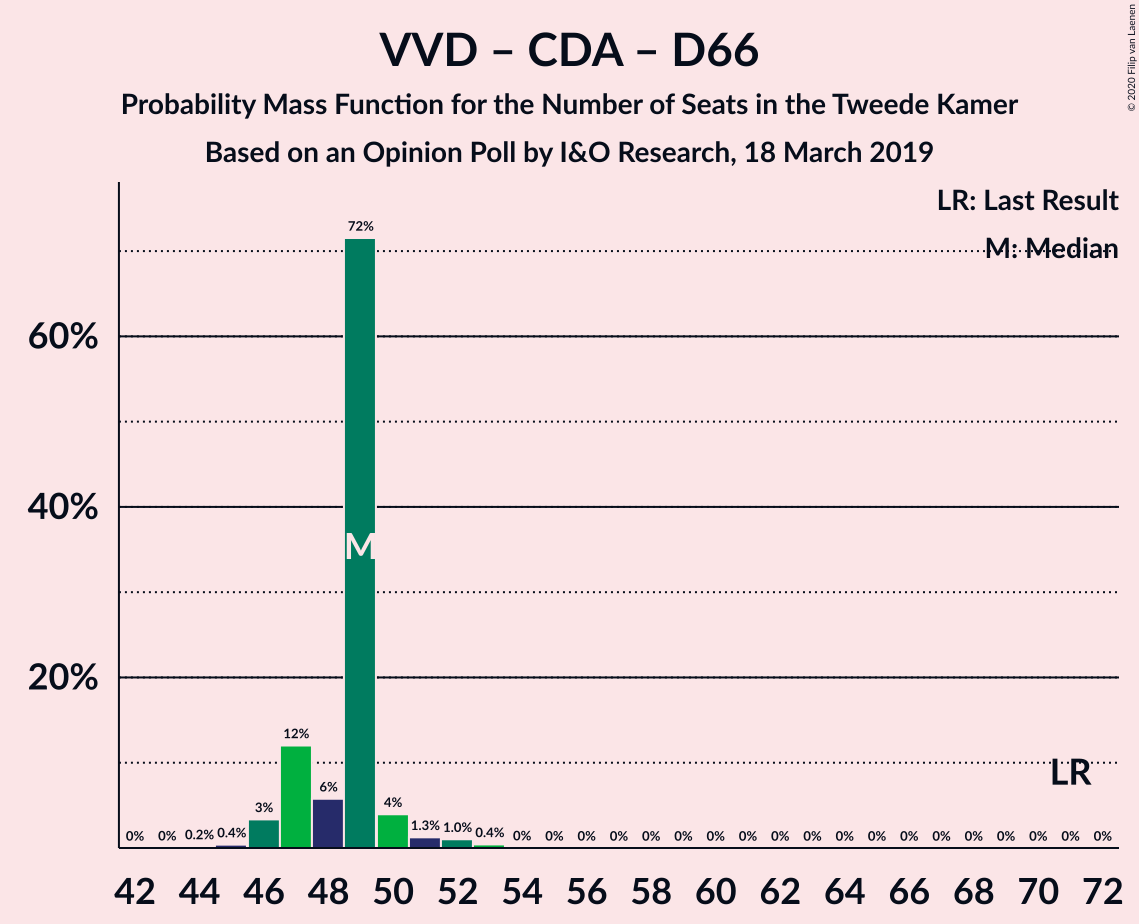 VVD – CDA – D66
Probability Mass Function for the Number of Seats in the Tweede Kamer
Based on an Opinion Poll by I&O Research, 18 March 2019
© 2020 Filip van Laenen
LR: Last Result
M: Median
60%
40%
20%
72%
M
12%
6%
3%
4%
LR
0% 0% 0.2% 0.4% 1.3% 1.0% 0.4% 0% 0% 0% 0% 0% 0% 0% 0% 0% 0% 0% 0% 0% 0% 0% 0% 0% 0% 0%
42 44 46 48 50 52 54 56 58 60 62 64 66 68 70 72